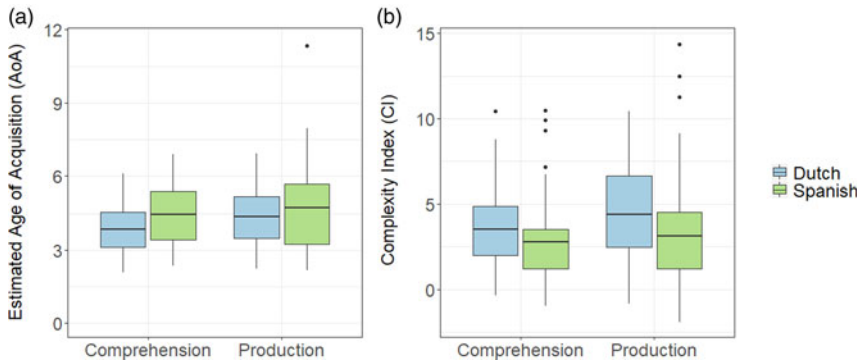 (a)
Estimated Age of Acquisition (AoA)
12
9
6
3
0
Comprehension
Production
(b)
Complexity Index (CI)
15
10
5
0
Comprehension
Production
Dutch
Spanish